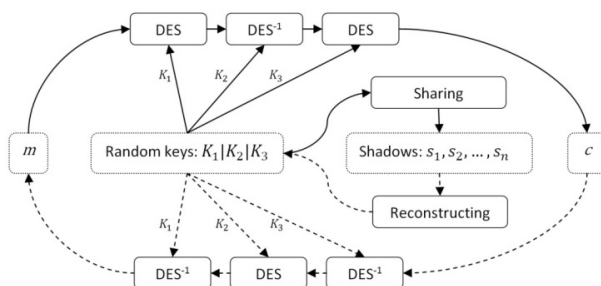 DES
DES⁻¹
DES
K₁
K₂
K₃
Sharing
m
Random keys: K₁|K₂|K₃
Shadows: s₁, s₂, ..., sₙ
c
Reconstructing
K₁
K₂
K₃
DES⁻¹
DES
DES⁻¹